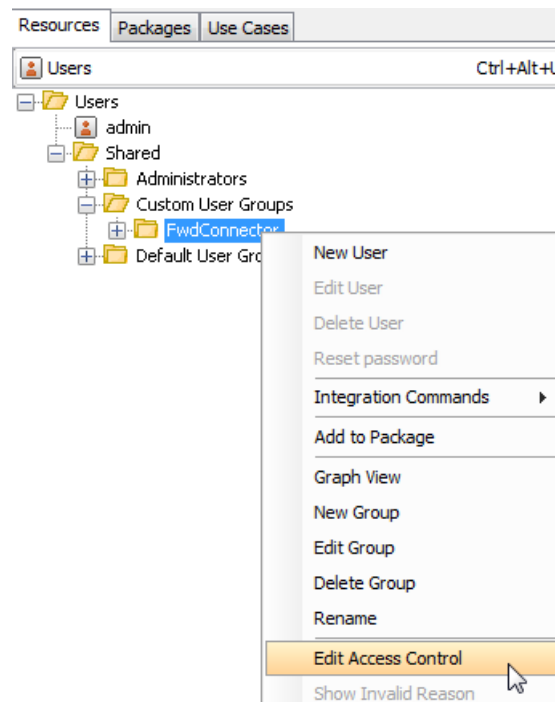 Resources Packages Use Cases
Users Ctrl+Alt+U
Users
admin
Shared
Administrators
Custom User Groups
FwdConnector
Default User Gro
New User
Edit User
Delete User
Reset password
Integration Commands
Add to Package
Graph View
New Group
Edit Group
Delete Group
Rename
Edit Access Control
Show Invalid Reason